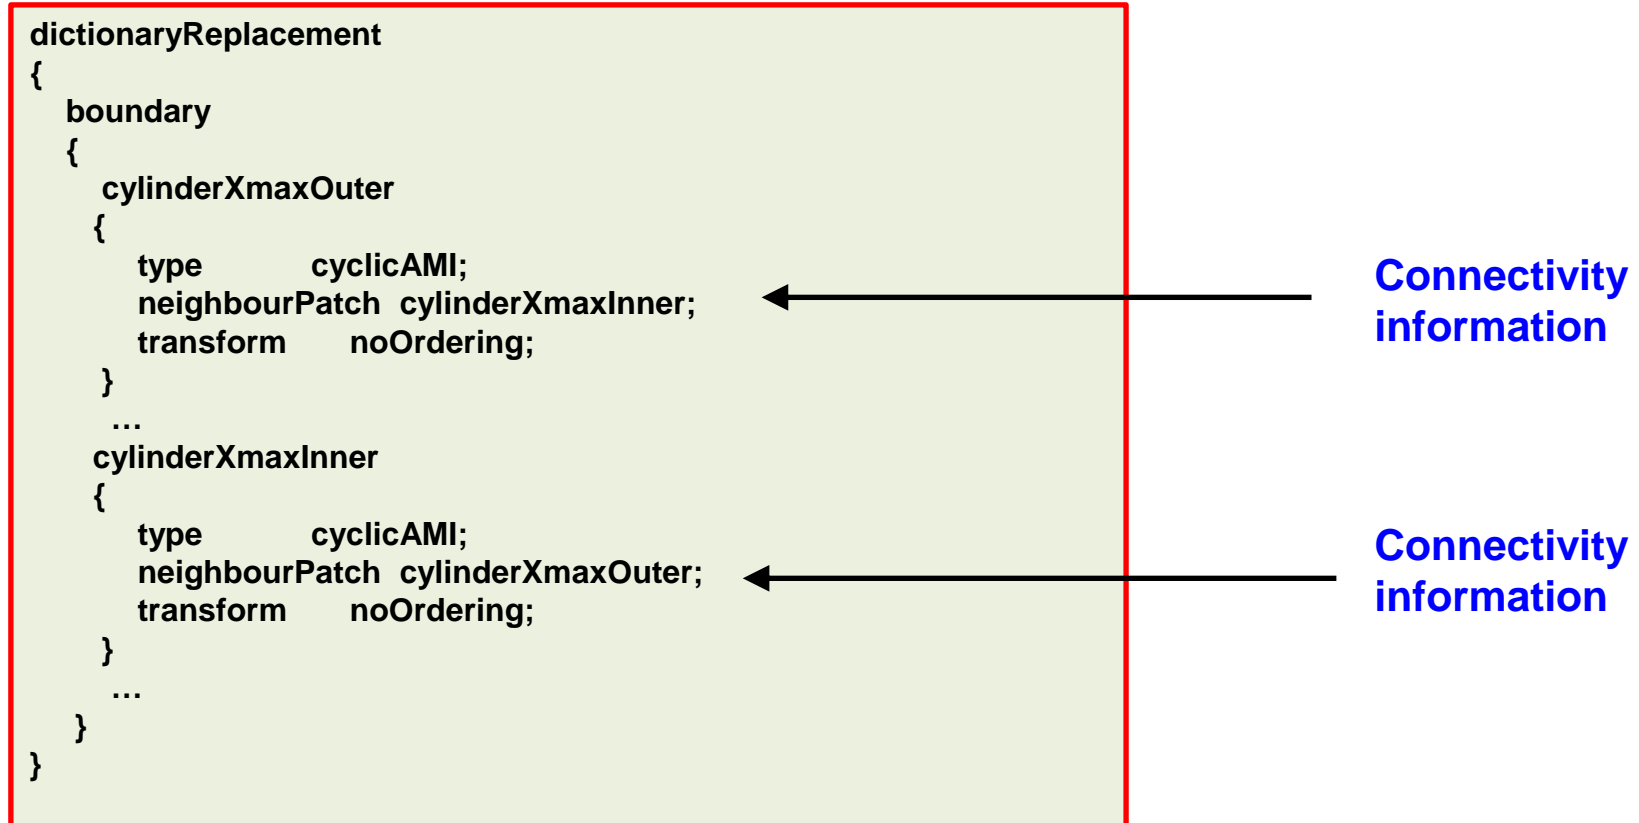 dictionaryReplacement
{
boundary
{
cylinderXmaxOuter
{
type cyclicAMI;
neighbourPatch cylinderXmaxInner;
transform noOrdering;
}
…
cylinderXmaxInner
{
type cyclicAMI;
neighbourPatch cylinderXmaxOuter;
transform noOrdering;
}
…
}
}
Connectivity
information
Connectivity
information